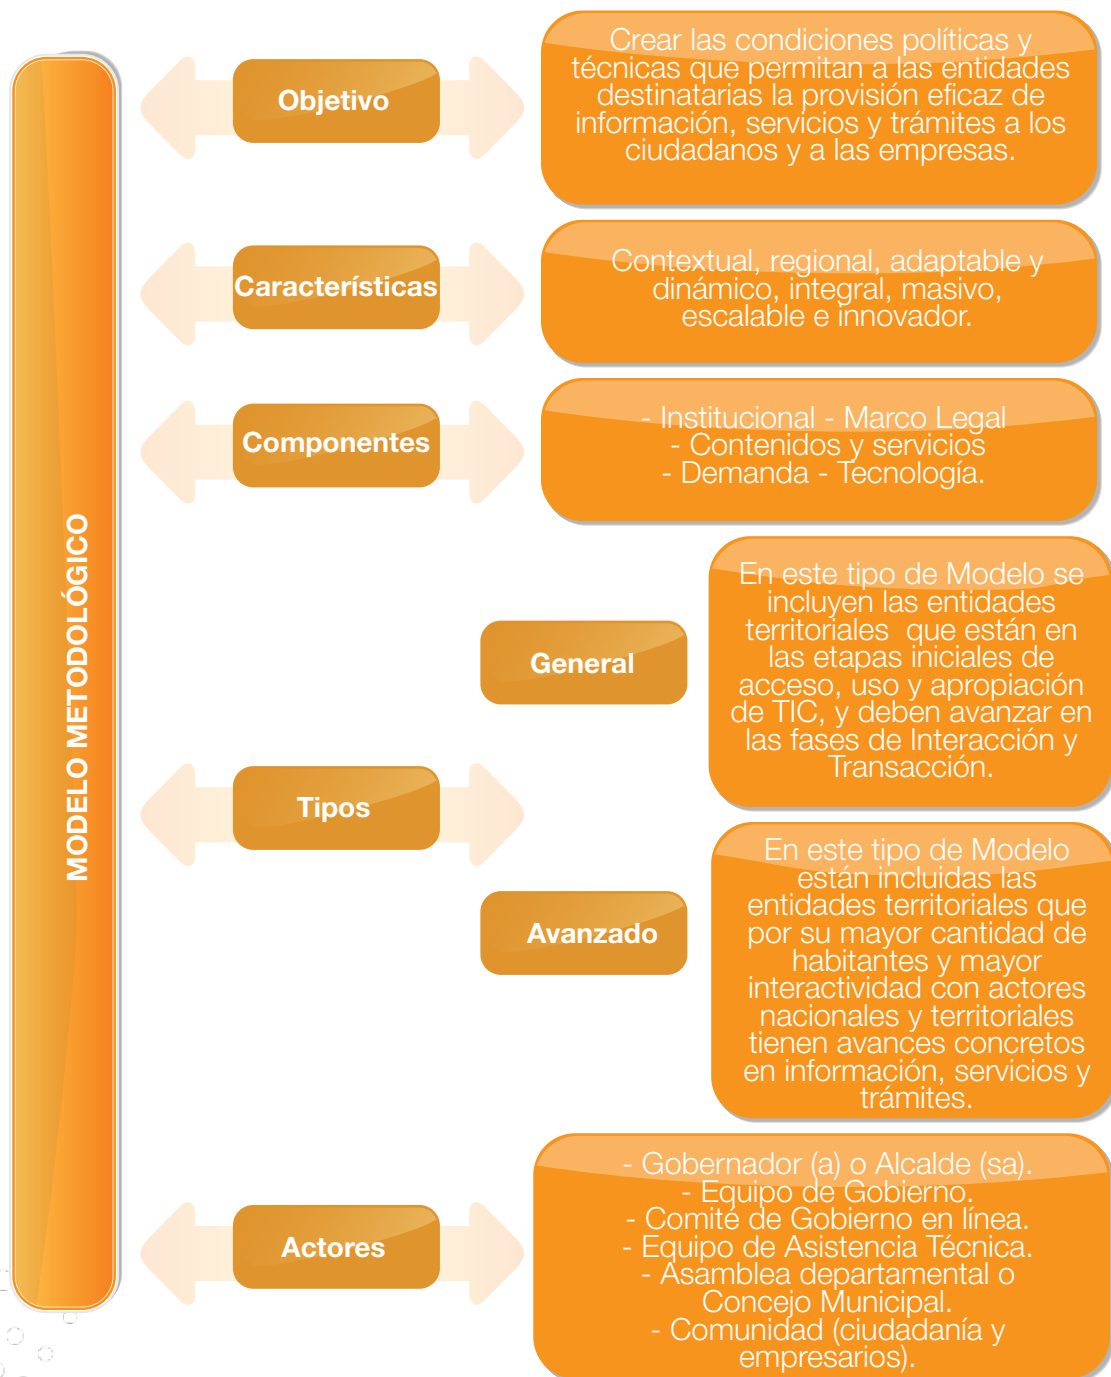 MODELO METODOLÓGICO
Objetivo
Crear las condiciones políticas y
técnicas que permitan a las entidades
destinatarias la provisión eficaz de
información, servicios y trámites a los
ciudadanos y a las empresas.
Características
Contextual, regional, adaptable y
dinámico, integral, masivo,
escalable e innovador.
Componentes
- Institucional - Marco Legal
- Contenidos y servicios
- Demanda - Tecnología.
Tipos
General
En este tipo de Modelo se
incluyen las entidades
territoriales que están en
las etapas iniciales de
acceso, uso y apropiación
de TIC, y deben avanzar en
las fases de Interacción y
Transacción.
Avanzado
En este tipo de Modelo
están incluidas las
entidades territoriales que
por su mayor cantidad de
habitantes y mayor
interactividad con actores
nacionales y territoriales
tienen avances concretos
en información, servicios y
trámites.
Actores
- Gobernador (a) o Alcalde (sa).
- Equipo de Gobierno.
- Comité de Gobierno en línea.
- Equipo de Asistencia Técnica.
- Asamblea departamental o
Concejo Municipal.
- Comunidad (ciudadanía y
empresarios).